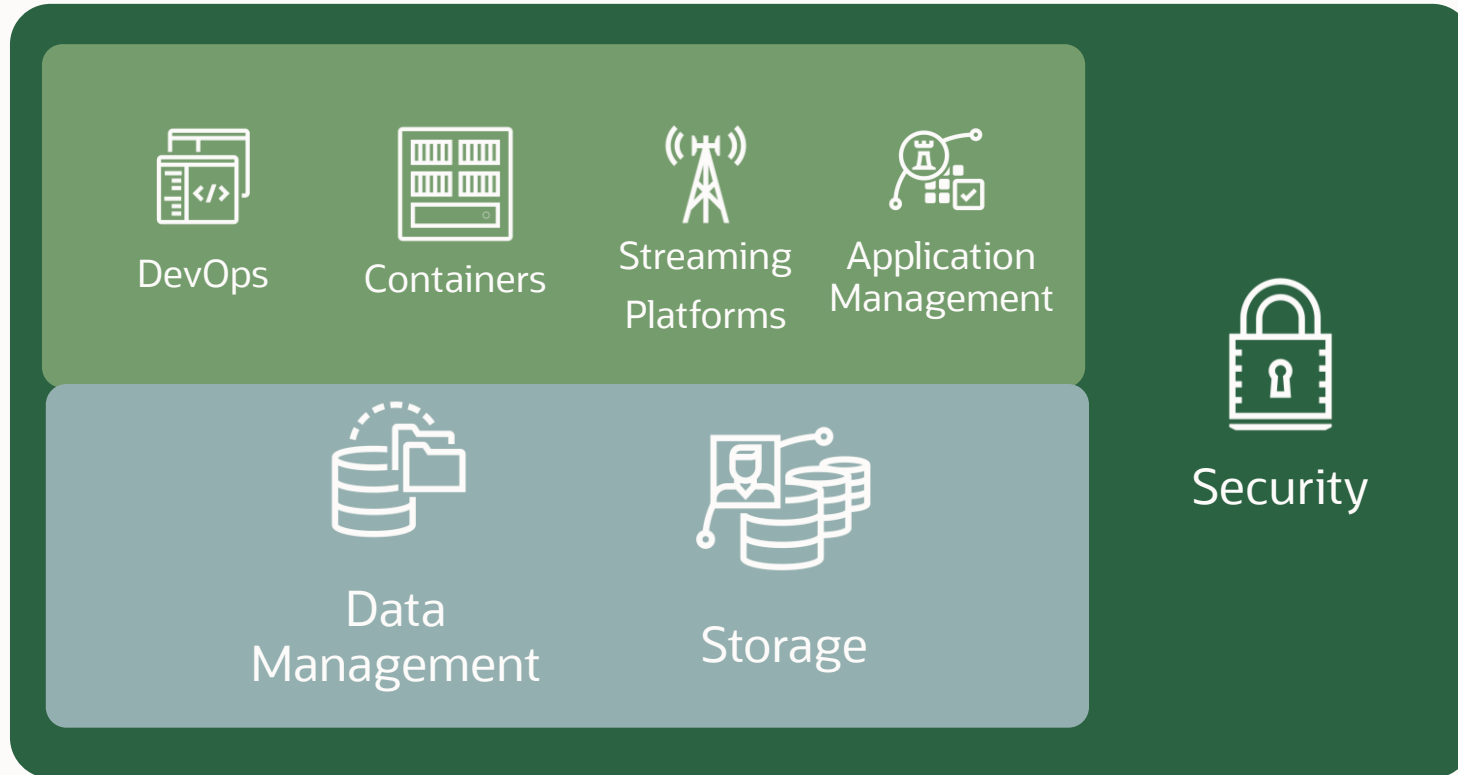 DevOps
Containers
Streaming
Platforms
Application
Management
Data
Management
Storage
Security